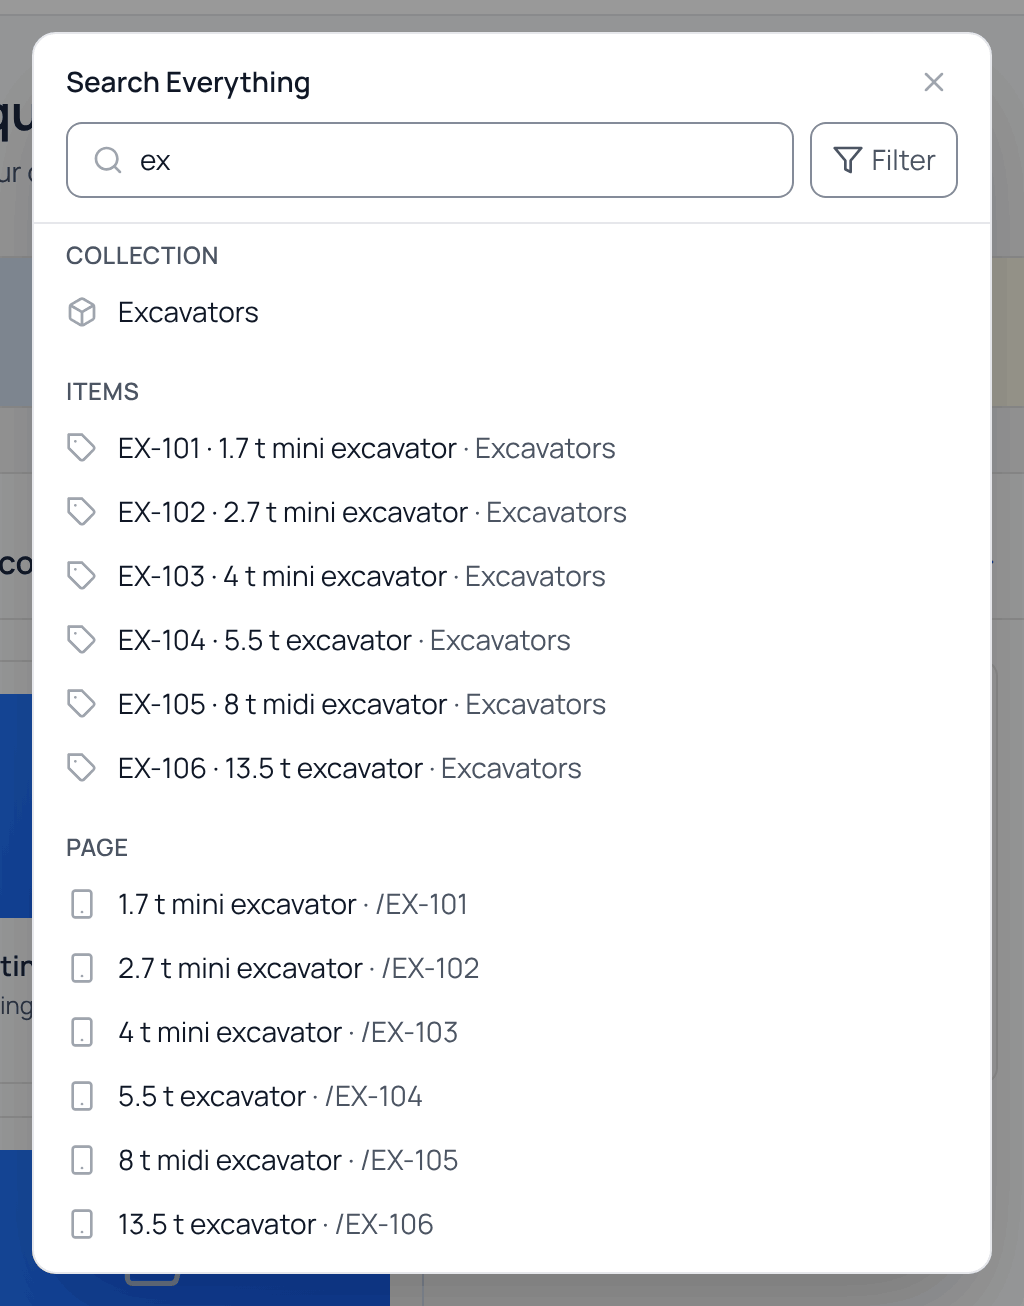 Search Everything
ex
Filter
COLLECTION
Excavators
ITEMS
EX-101 · 1.7 t mini excavator · Excavators
EX-102 · 2.7 t mini excavator · Excavators
EX-103 · 4 t mini excavator · Excavators
EX-104 · 5.5 t excavator · Excavators
EX-105 · 8 t midi excavator · Excavators
EX-106 · 13.5 t excavator · Excavators
PAGE
1.7 t mini excavator · /EX-101
2.7 t mini excavator · /EX-102
4 t mini excavator · /EX-103
5.5 t excavator · /EX-104
8 t midi excavator · /EX-105
13.5 t excavator · /EX-106